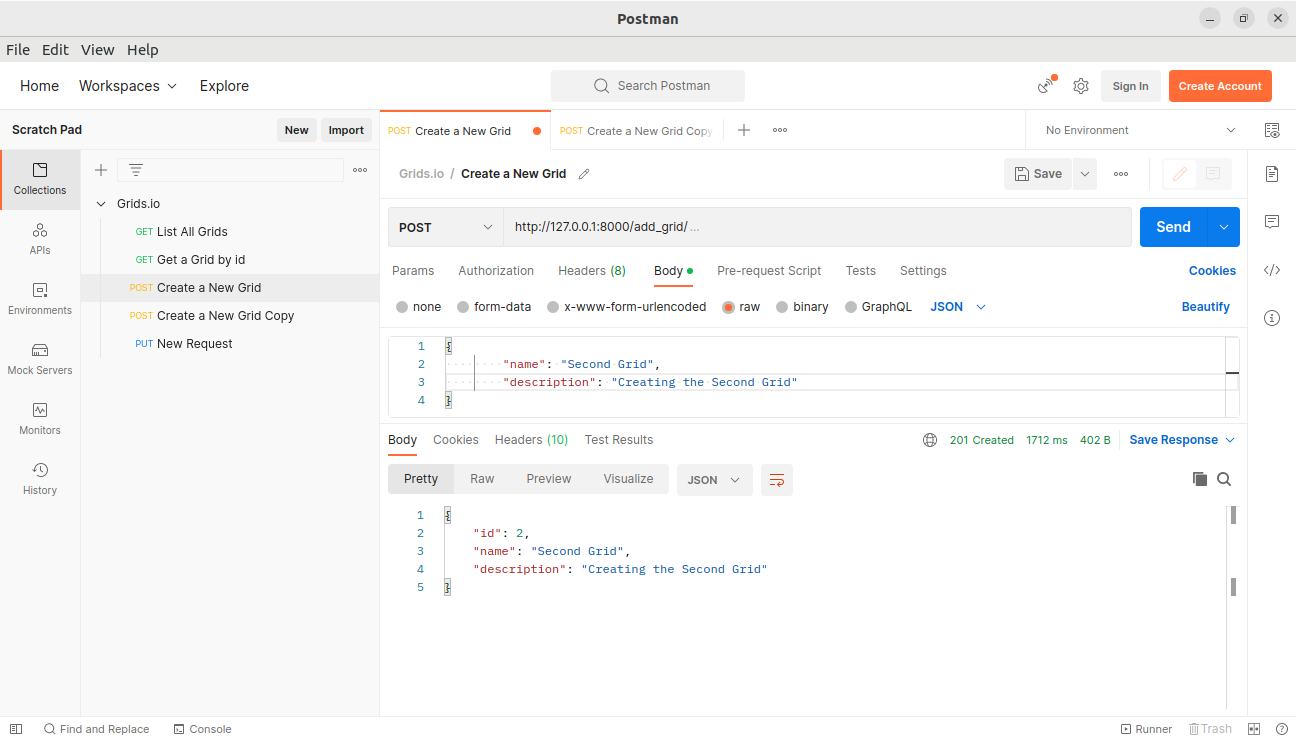 Postman
File Edit View Help
Home Workspaces Explore Search Postman Sign In Create Account
Scratch Pad New Import
POST Create a New Grid POST Create a New Grid Copy No Environment
Collections
APIs
Environments
Mock Servers
Monitors
History
Grids.io
GET List All Grids
GET Get a Grid by id
POST Create a New Grid
POST Create a New Grid Copy
PUT New Request
Grids.io / Create a New Grid Save
POST http://127.0.0.1:8000/add_grid/ ... Send
Params Authorization Headers (8) Body Pre-request Script Tests Settings Cookies
none form-data x-www-form-urlencoded raw binary GraphQL JSON Beautify
1 {
2 "name": "Second Grid",
3 "description": "Creating the Second Grid"
4 }
Body Cookies Headers (10) Test Results 201 Created 1712 ms 402 B Save Response
Pretty Raw Preview Visualize JSON
1 {
2 "id": 2,
3 "name": "Second Grid",
4 "description": "Creating the Second Grid"
5 }
Find and Replace Console Runner Trash